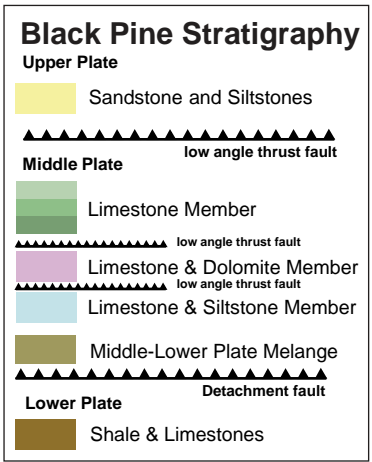 Black Pine Stratigraphy
Upper Plate
Sandstone and Siltstones
low angle thrust fault
Middle Plate
Limestone Member
low angle thrust fault
Limestone & Dolomite Member
low angle thrust fault
Limestone & Siltstone Member
Middle-Lower Plate Melange
Detachment fault
Lower Plate
Shale & Limestones